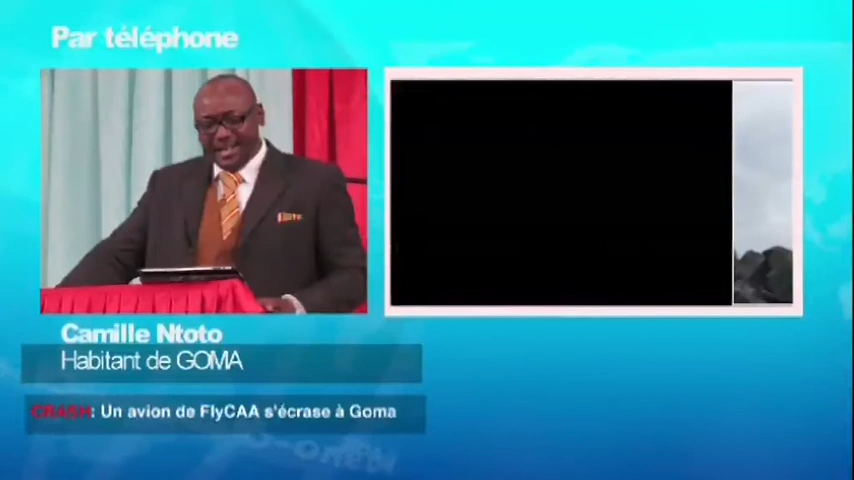 Par téléphone
Camille Ntoto
Habitant de GOMA
CRASH: Un avion de FlyCAA s'écrase à Goma